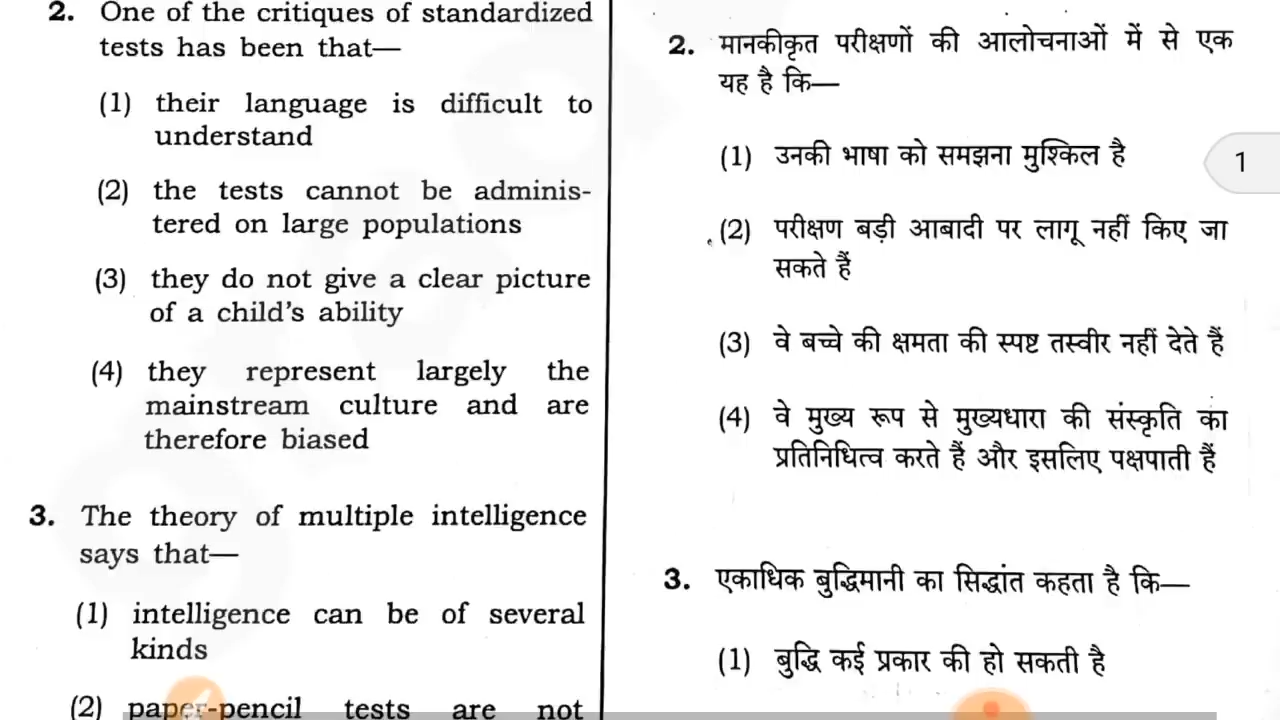 2. One of the critiques of standardized
tests has been that—
(1) their language is difficult to
understand
(2) the tests cannot be adminis-
tered on large populations
(3) they do not give a clear picture
of a child's ability
(4) they represent largely the
mainstream culture and are
therefore biased
3. The theory of multiple intelligence
says that—
(1) intelligence can be of several
kinds
(2) paper-pencil tests are not
2. मानकीकृत परीक्षणों की आलोचनाओं में से एक
यह है कि—
(1) उनकी भाषा को समझना मुश्किल है
(2) परीक्षण बड़ी आबादी पर लागू नहीं किए जा
सकते हैं
(3) वे बच्चे की क्षमता की स्पष्ट तस्वीर नहीं देते हैं
(4) वे मुख्य रूप से मुख्यधारा की संस्कृति का
प्रतिनिधित्व करते हैं और इसलिए पक्षपाती हैं
3. एकाधिक बुद्धिमानी का सिद्धांत कहता है कि—
(1) बुद्धि कई प्रकार की हो सकती है
1